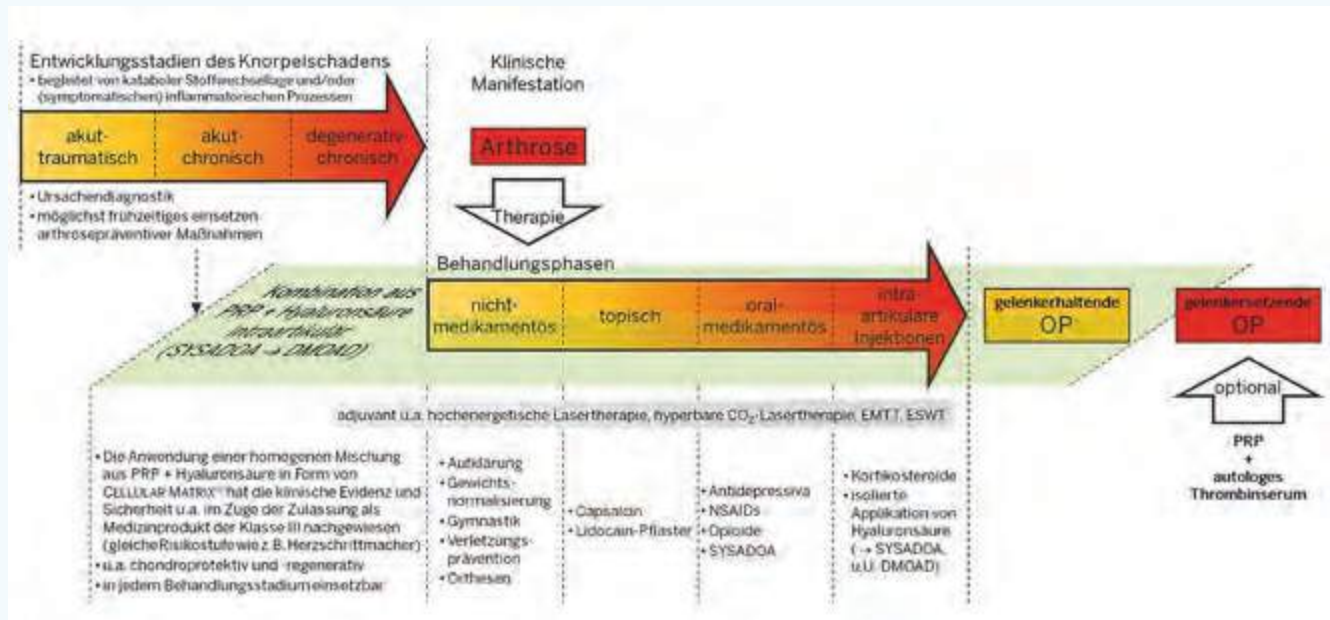 Entwicklungsstadien des Knorpelschadens
• begleitet von kataboler Stoffwechsellage und/oder
(symptomatischen) inflammatorischen Prozessen
akut-
traumatisch
akut-
chronisch
degenerativ-
chronisch
• Ursachendiagnostik
• möglichst frühzeitiges einsetzen
arthrosepräventiver Maßnahmen
Klinische
Manifestation
Arthrose
Therapie
Behandlungsphasen
Kombination aus
PRP + Hyaluronsäure
intraartikulär
(SYSADOA → DMOAD)
nicht-
medikamentös
topisch
oral-
medikamentös
intra-
artikuläre
Injektionen
gelenkerhaltende
OP
gelenkersetzende
OP
optional
PRP
+
autologes
Thrombinserum
adjuvant u.a. hochenergetische Lasertherapie, hyperbare CO₂-Lasertherapie, EMTT, ESWT
• Die Anwendung einer homogenen Mischung
aus PRP + Hyaluronsäure in Form von
CELLULAR MATRIX hat die klinische Evidenz und
Sicherheit u.a. im Zuge der Zulassung als
Medizinprodukt der Klasse III nachgewiesen
(gleiche Risikostufe wie z.B. Herzschrittmacher)
• u.a. chondroprotektiv und -regenerativ
• in jedem Behandlungsstadium einsetzbar
• Aufklärung
• Gewichts-
normalisierung
• Gymnastik
• Verletzungs-
prävention
• Orthesen
• Capsaicin
• Lidocain-Pflaster
• Antidepressiva
• NSAIDs
• Opioide
• SYSADOA
• Kortikosteroide
• isolierte
Applikation von
Hyaluronsäure
(→ SYSADOA,
u.U. DMOAD)